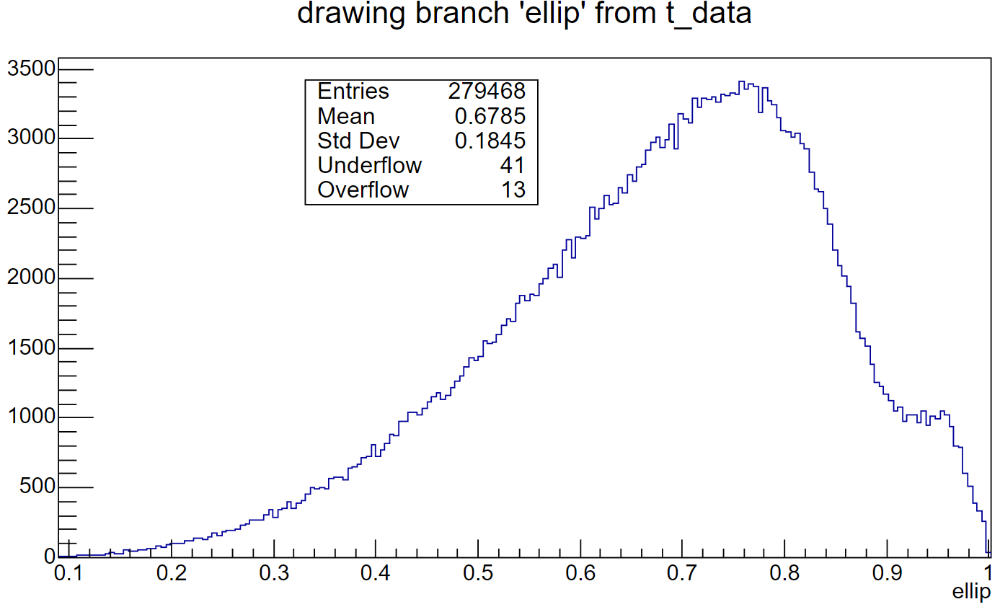 drawing branch 'ellip' from t_data
3500
3000
2500
2000
1500
1000
500
0
Entries 279468
Mean 0.6785
Std Dev 0.1845
Underflow 41
Overflow 13
0.1 0.2 0.3 0.4 0.5 0.6 0.7 0.8 0.9 1
ellip